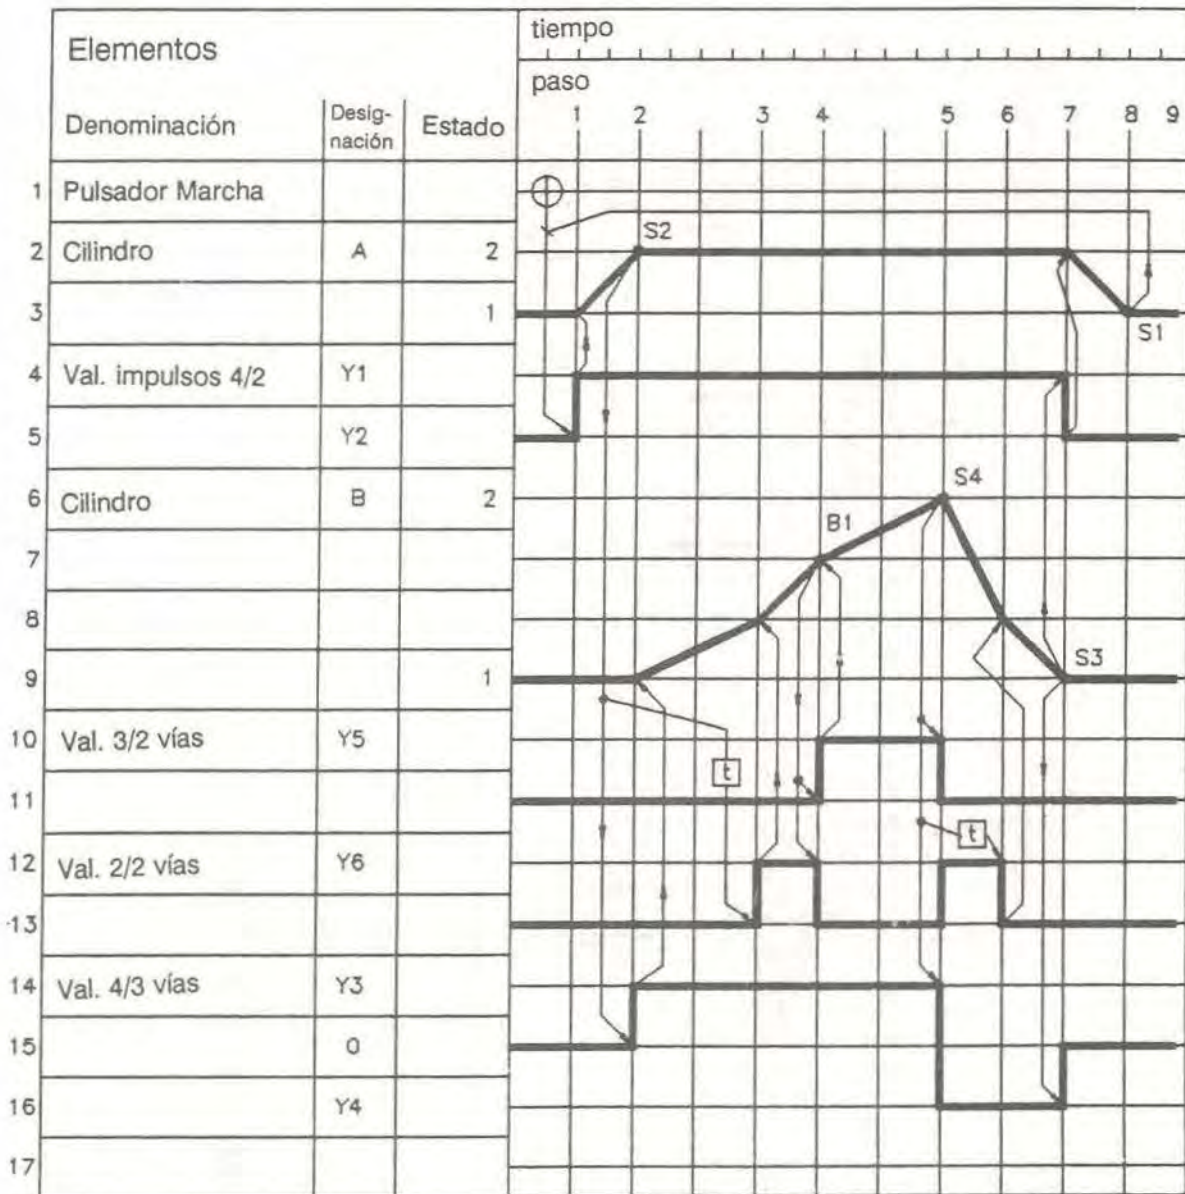 Elementos
tiempo
paso
Denominación Desig-nación Estado
1 2 3 4 5 6 7 8 9
1 Pulsador Marcha
S2
2 Cilindro A 2
3 1
S1
4 Val. impulsos 4/2 Y1
5 Y2
S4
6 Cilindro B 2
B1
7
8
S3
9 1
10 Val. 3/2 vías Y5
t
11
t
12 Val. 2/2 vías Y6
13
14 Val. 4/3 vías Y3
15 0
16 Y4
17